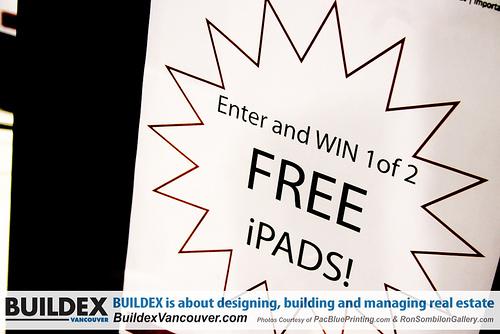 | importa
Enter and WIN 1 of 2
FREE
iPADS!
BUILDEX
VANCOUVER
BUILDEX is about designing, building and managing real estate
BuildexVancouver.com
Photos Courtesy of PacBluePrinting.com & RonSombilonGallery.com